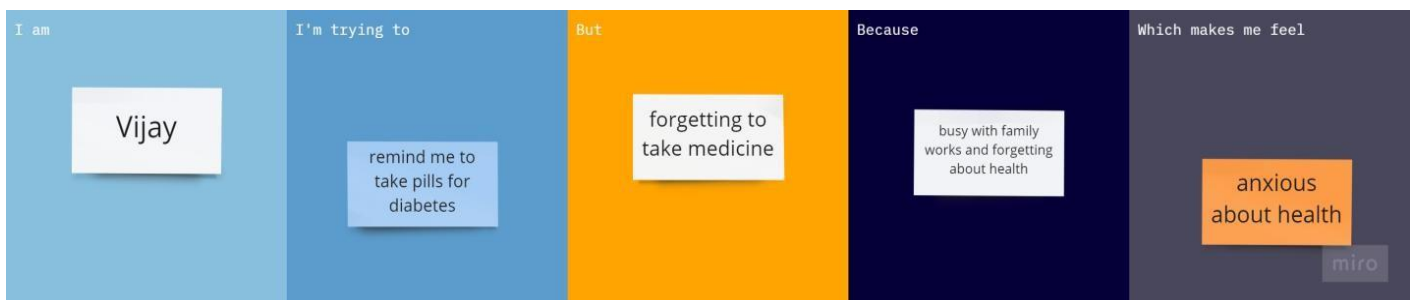 I am
Vijay
I'm trying to
remind me to
take pills for
diabetes
But
forgetting to
take medicine
Because
busy with family
works and forgetting
about health
Which makes me feel
anxious
about health
miro